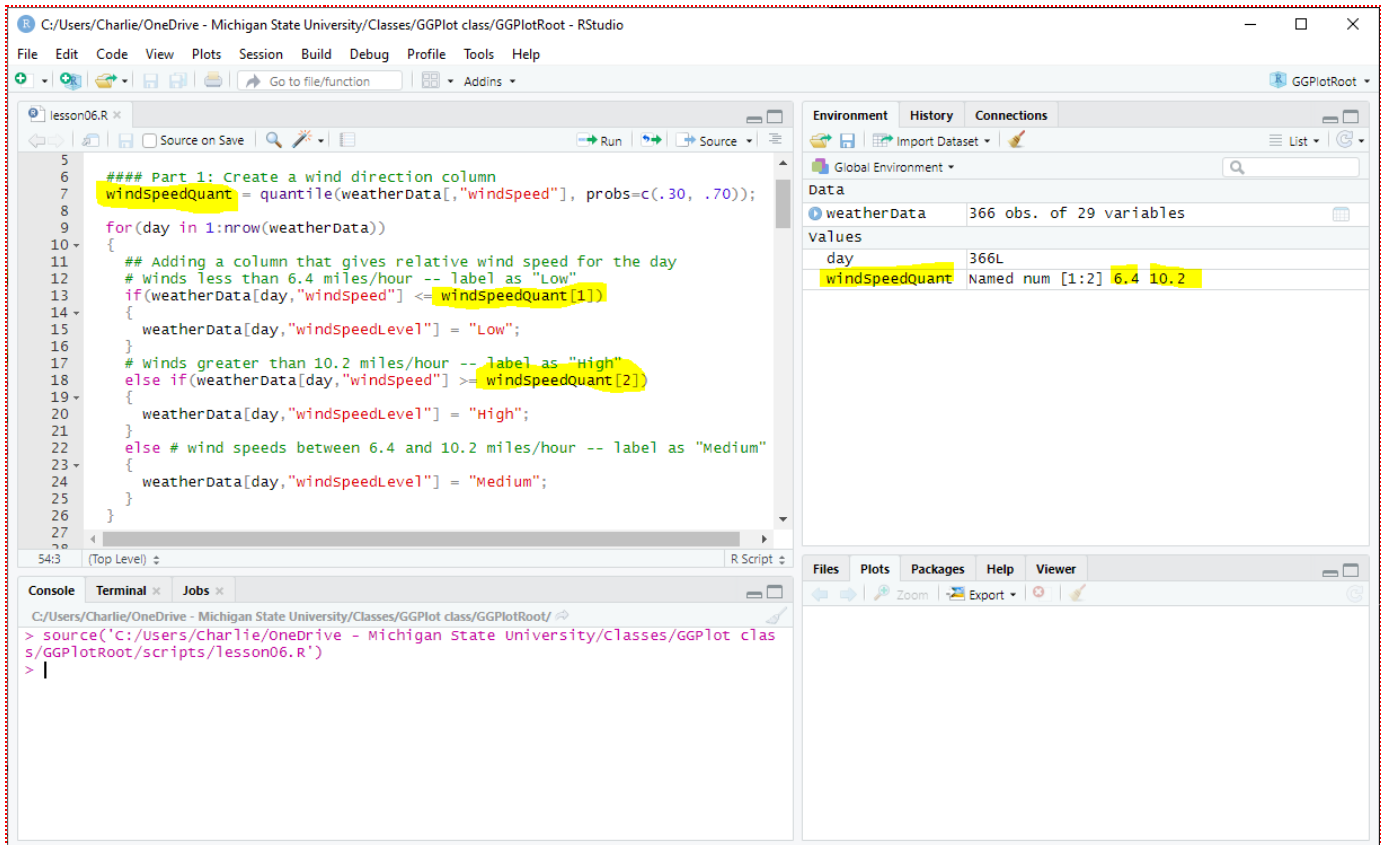 C:/Users/Charlie/OneDrive - Michigan State University/Classes/GGPlot class/GGPlotRoot - RStudio
File Edit Code View Plots Session Build Debug Profile Tools Help
Go to file/function Addins GGPlotRoot
lesson06.R
Source on Save Run Source
5
6 #### Part 1: Create a wind direction column
7 windSpeedQuant = quantile(weatherData[,"windSpeed"], probs=c(.30, .70));
8
9 for(day in 1:nrow(weatherData))
10 {
11 ## Adding a column that gives relative wind speed for the day
12 # Winds less than 6.4 miles/hour -- label as "Low"
13 if(weatherData[day,"windSpeed"] <= windSpeedQuant[1])
14 {
15 weatherData[day,"windSpeedLevel"] = "Low";
16 }
17 # Winds greater than 10.2 miles/hour -- label as "High"
18 else if(weatherData[day,"windSpeed"] >= windSpeedQuant[2])
19 {
20 weatherData[day,"windSpeedLevel"] = "High";
21 }
22 else # wind speeds between 6.4 and 10.2 miles/hour -- label as "Medium"
23 {
24 weatherData[day,"windSpeedLevel"] = "Medium";
25 }
26 }
27
28
54:3 (Top Level) R Script
Console Terminal Jobs
C:/Users/Charlie/OneDrive - Michigan State University/Classes/GGPlot class/GGPlotRoot/
> source('C:/Users/Charlie/OneDrive - Michigan State University/Classes/GGPlot clas
s/GGPlotRoot/scripts/lesson06.R')
>
Environment History Connections
Import Dataset List
Global Environment
Data
weatherData 366 obs. of 29 variables
Values
day 366L
windSpeedQuant Named num [1:2] 6.4 10.2
Files Plots Packages Help Viewer
Zoom Export